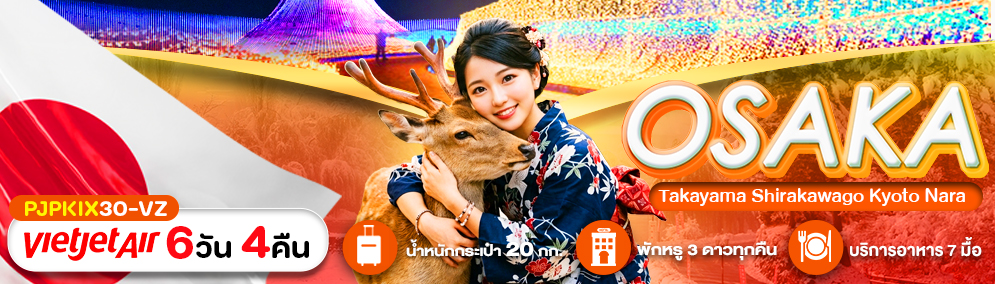 OSAKA
Takayama Shirakawago Kyoto Nara
PJPKIX30-VZ
vietjetAir 6วัน 4คืน
น้ำหนักกระเป๋า 20 กก.
พักหรู 3 ดาวทุกคืน
บริการอาหาร 7 มื้อ